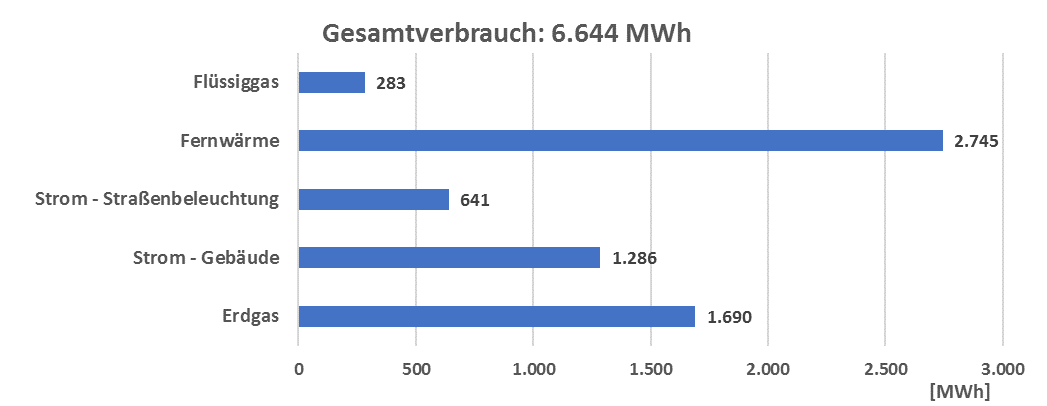 Gesamtverbrauch: 6.644 MWh
Flüssiggas 283
Fernwärme 2.745
Strom - Straßenbeleuchtung 641
Strom - Gebäude 1.286
Erdgas 1.690
0 500 1.000 1.500 2.000 2.500 3.000
[MWh]